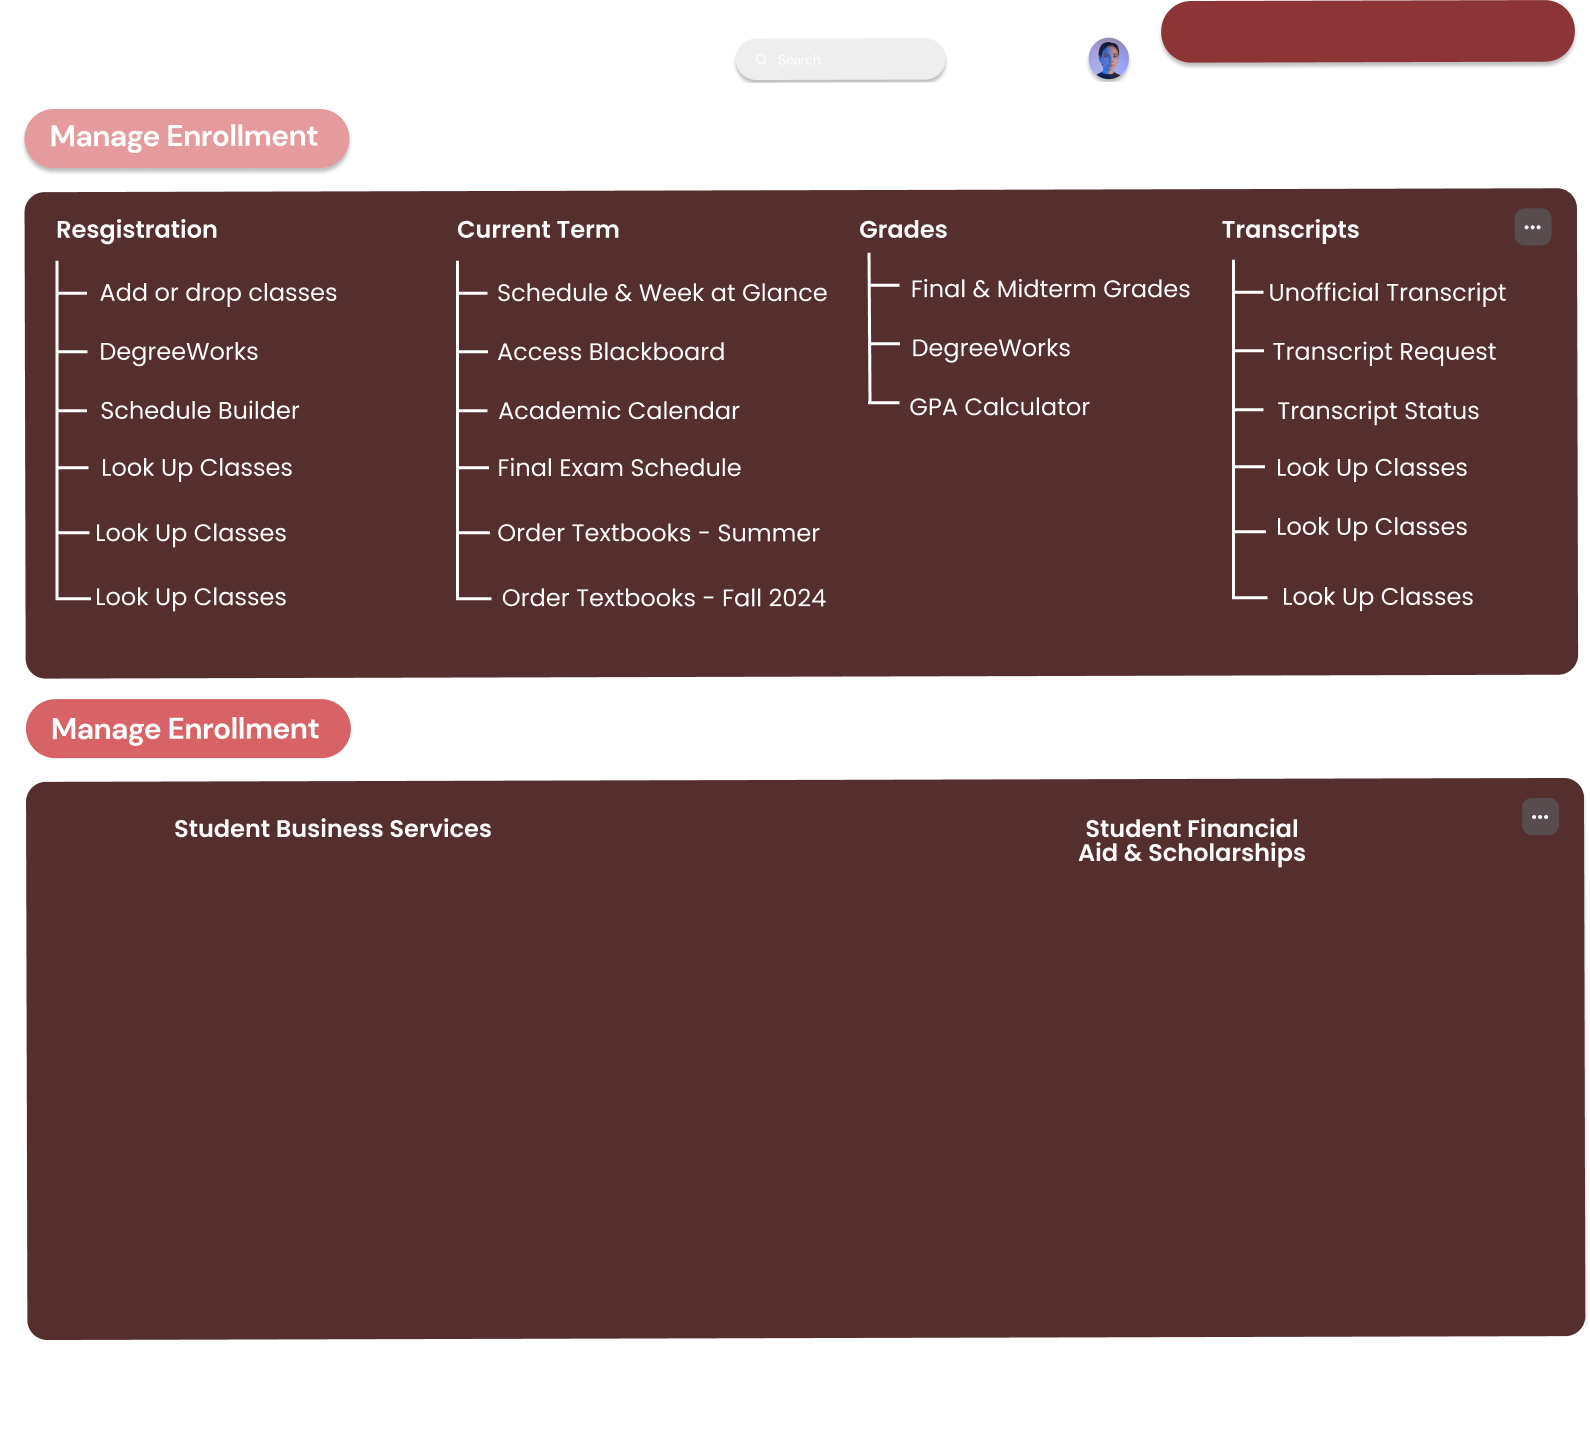 Search
Manage Enrollment
Resgistration
Add or drop classes
DegreeWorks
Schedule Builder
Look Up Classes
Look Up Classes
Look Up Classes
Current Term
Schedule & Week at Glance
Access Blackboard
Academic Calendar
Final Exam Schedule
Order Textbooks - Summer
Order Textbooks - Fall 2024
Grades
Final & Midterm Grades
DegreeWorks
GPA Calculator
Transcripts
Unofficial Transcript
Transcript Request
Transcript Status
Look Up Classes
Look Up Classes
Look Up Classes
Manage Enrollment
Student Business Services
Student Financial
Aid & Scholarships